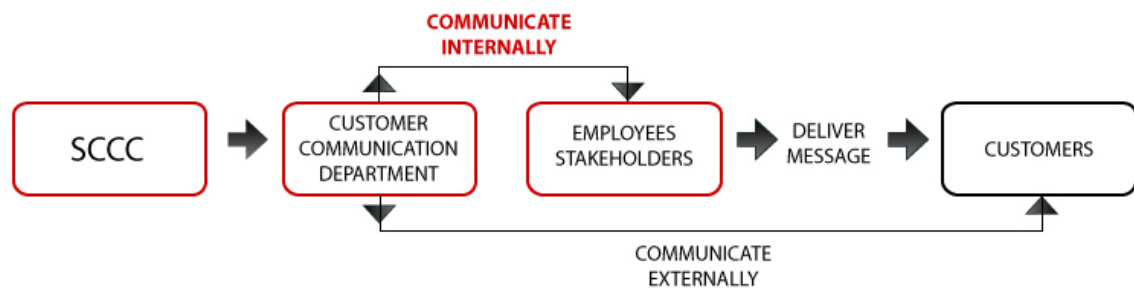 COMMUNICATE
INTERNALLY
SCCC
CUSTOMER
COMMUNICATION
DEPARTMENT
EMPLOYEES
STAKEHOLDERS
DELIVER
MESSAGE
CUSTOMERS
COMMUNICATE
EXTERNALLY